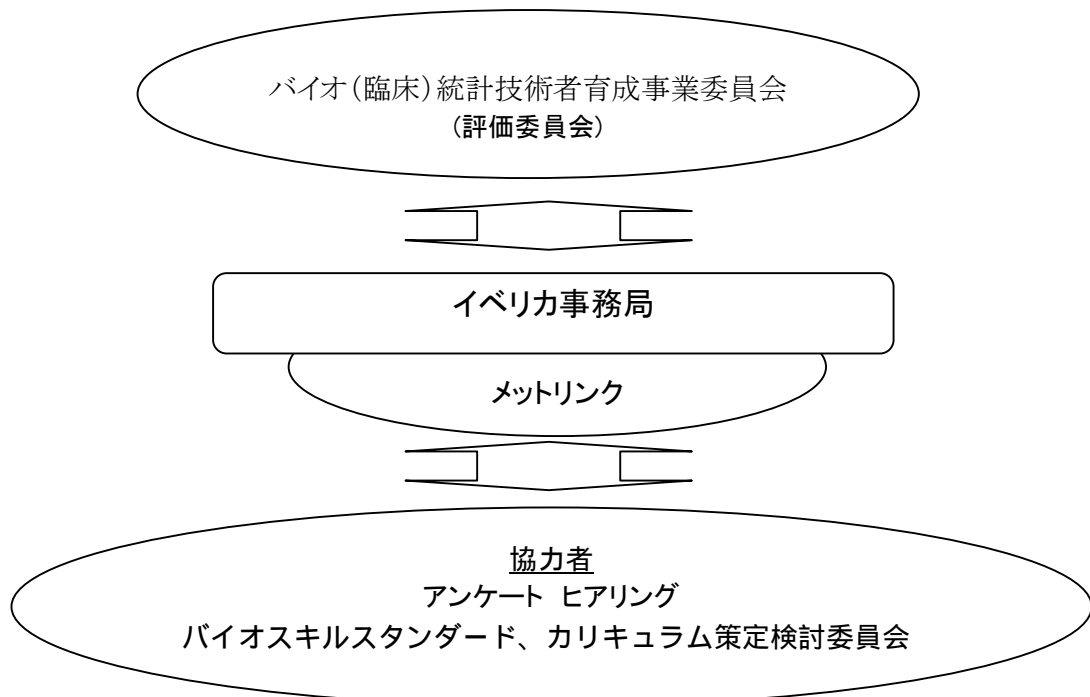 バイオ(臨床)統計技術者育成事業委員会
(評価委員会)
イベリカ事務局
メットリンク
協力者
アンケート ヒアリング
バイオスキルスタンダード、カリキュラム策定検討委員会